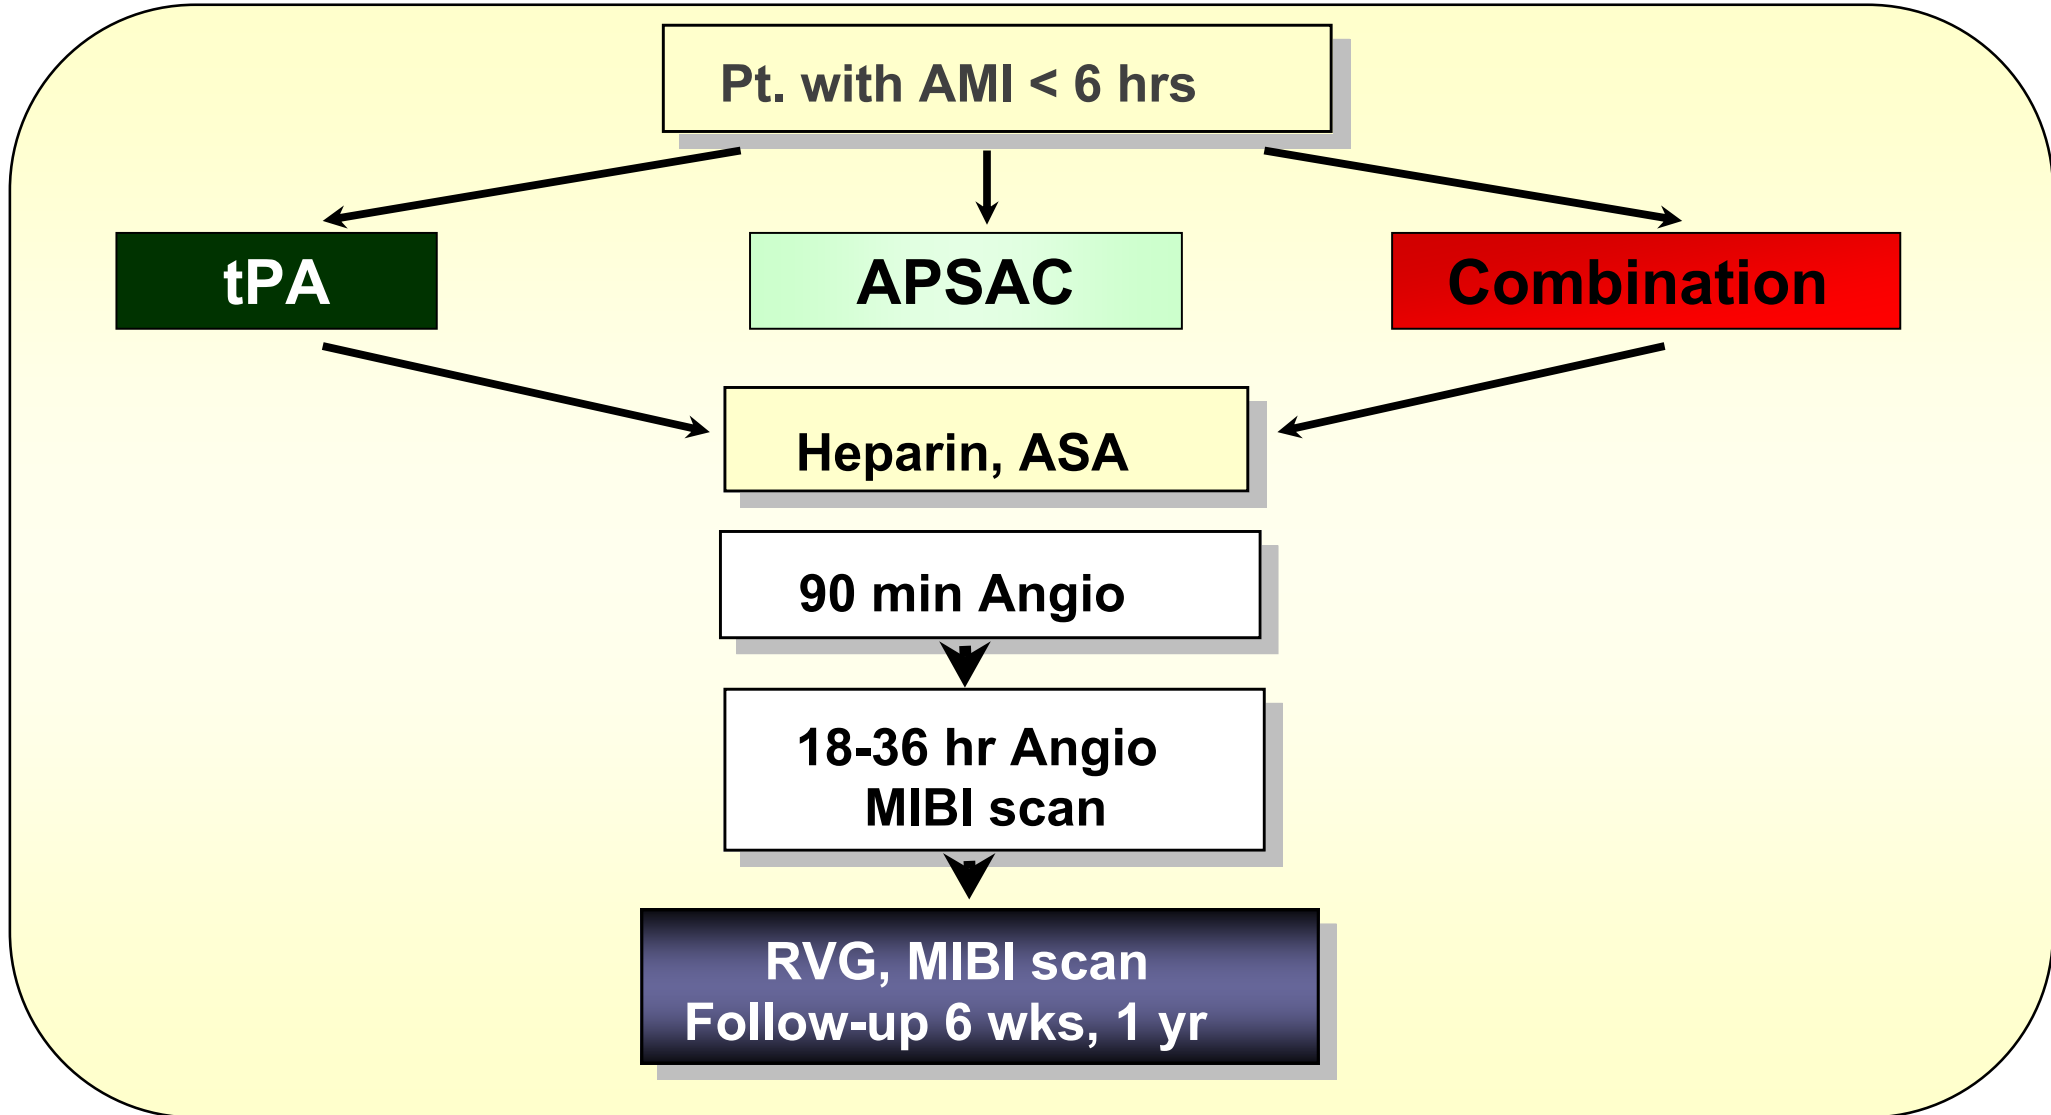 Pt. with AMI < 6 hrs
tPA
APSAC
Combination
Heparin, ASA
90 min Angio
18-36 hr Angio
MIBI scan
RVG, MIBI scan
Follow-up 6 wks, 1 yr